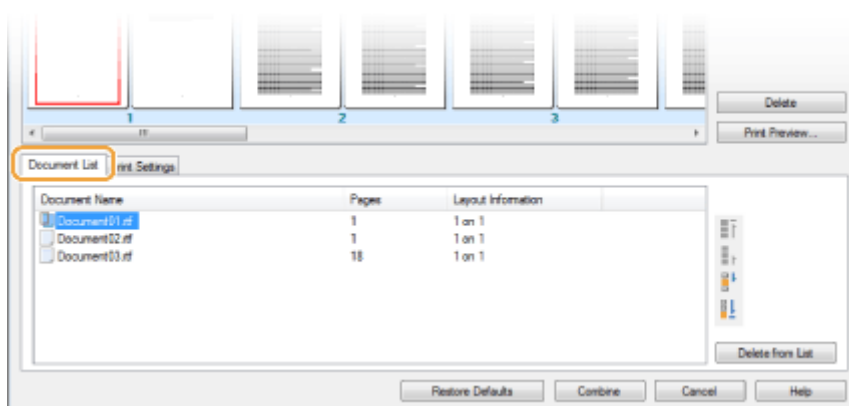 Delete
1 2 3
Print Preview...
Document List rint Settings
Document Name Pages Layout Information
Document01.rtf 1 1 on 1
Document02.rtf 1 1 on 1
Document03.rtf 18 1 on 1
Delete from List
Restore Defaults Combine Cancel Help